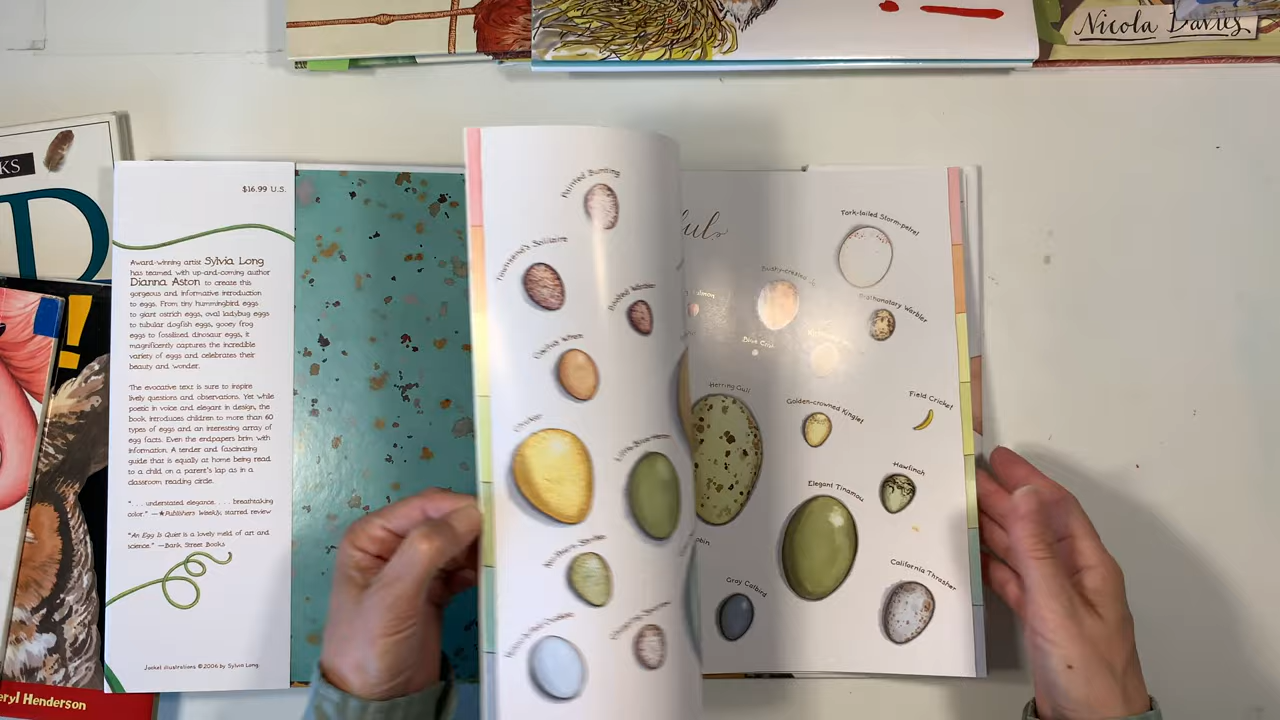 Nicola Davies
KS
D
!
eryl Henderson
$16.99 U.S.
Award-winning artist Sylvia Long
has teamed with up-and-coming author
Dianna Aston to create this
gorgeous and informative introduction
to eggs. From tiny hummingbird eggs
to giant ostrich eggs, oval ladybug eggs
to tubular dogfish eggs, gooey frog
eggs to fossilized dinosaur eggs, it
magnificently captures the incredible
variety of eggs and celebrates their
beauty and wonder.
The evocative text is sure to inspire
lively questions and observations. Yet while
poetic in voice and elegant in design, the
book introduces children to more than 60
types of eggs and an interesting array of
egg facts. Even the endpapers brim with
information. A tender and fascinating
guide that is equally at home being read
to a child on a parent's lap as in a
classroom reading circle.
"... understated elegance. . . . breathtaking
color." —★Publishers Weekly, starred review
"An Egg Is Quiet is a lovely meld of art and
science." —Bank Street Books
Jacket illustrations ©2006 by Sylvia Long.
Painted Bunting
Townsend's Solitaire
ful
Fork-tailed Storm-petrel
Prothonatary Warbler
almon
Blue Crab
Herring Gull
Golden-crowned Kinglet
Field Cricket
Hawfinch
Elegant Tinamou
obin
Gray Catbird
California Thrasher